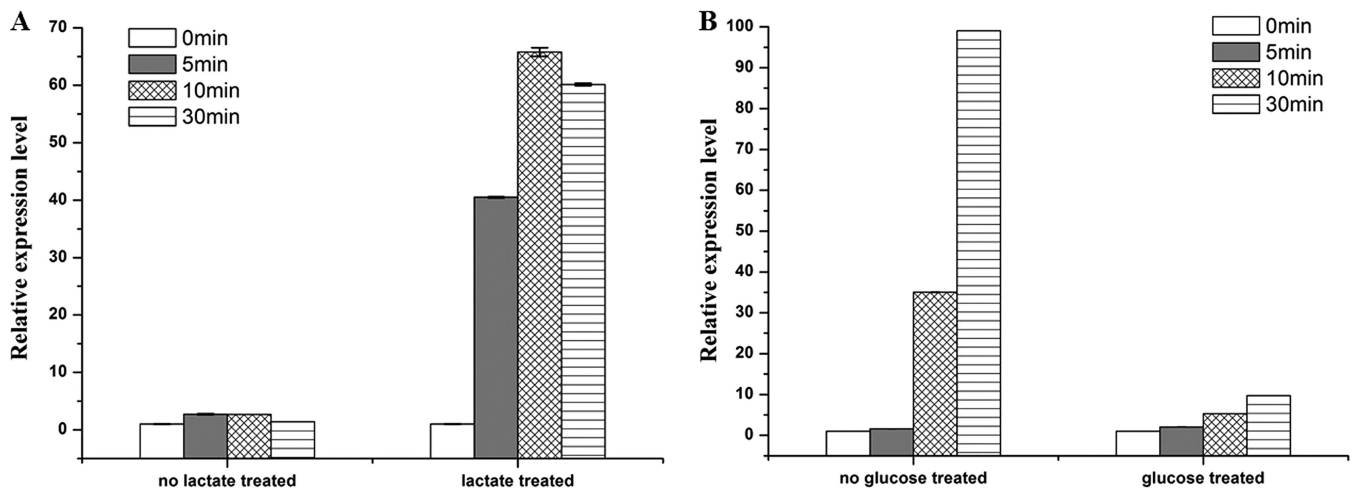 A
Relative expression level
70
60
50
40
30
20
10
0
0min
5min
10min
30min
no lactate treated
lactate treated
B
Relative expression level
100
90
80
70
60
50
40
30
20
10
0
0min
5min
10min
30min
no glucose treated
glucose treated